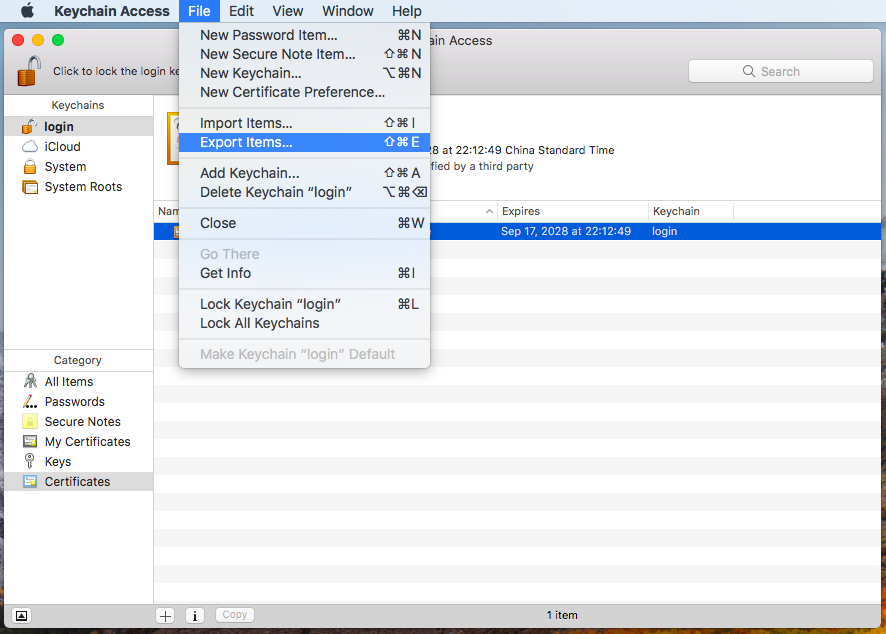 Keychain Access File Edit View Window Help
ain Access
Click to lock the login ke
Search
New Password Item... ⌘N
New Secure Note Item... ⇧⌘N
New Keychain... ⌥⌘N
New Certificate Preference...
Import Items... ⇧⌘I
Export Items... ⇧⌘E
Add Keychain... ⇧⌘A
Delete Keychain “login” ⌥⌘⌫
Close ⌘W
Go There
Get Info ⌘I
Lock Keychain “login” ⌘L
Lock All Keychains
Make Keychain “login” Default
Keychains
login
iCloud
System
System Roots
28 at 22:12:49 China Standard Time
fied by a third party
Nam Expires Keychain
Sep 17, 2028 at 22:12:49 login
Category
All Items
Passwords
Secure Notes
My Certificates
Keys
Certificates
Copy
1 item